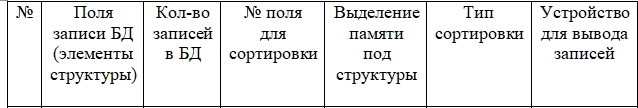 №
Поля
записи БД
(элементы
структуры)
Кол-во
записей
в БД
№ поля
для
сортировки
Выделение
памяти
под
структуры
Тип
сортировки
Устройство
для вывода
записей